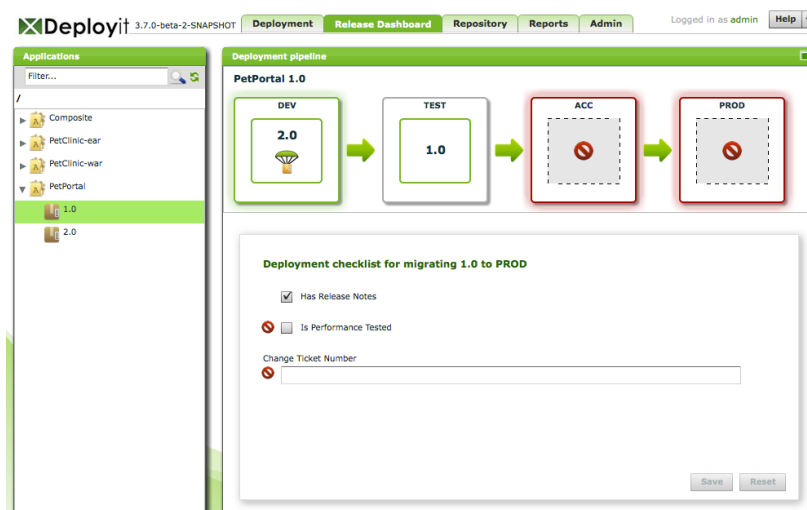 Deployit 3.7.0-beta-2-SNAPSHOT Deployment Release Dashboard Repository Reports Admin Logged in as admin Help
Applications
Filter...
/
Composite
PetClinic-ear
PetClinic-war
PetPortal
1.0
2.0
Deployment pipeline
PetPortal 1.0
DEV TEST ACC PROD
2.0 1.0
Deployment checklist for migrating 1.0 to PROD
Has Release Notes
Is Performance Tested
Change Ticket Number
Save Reset